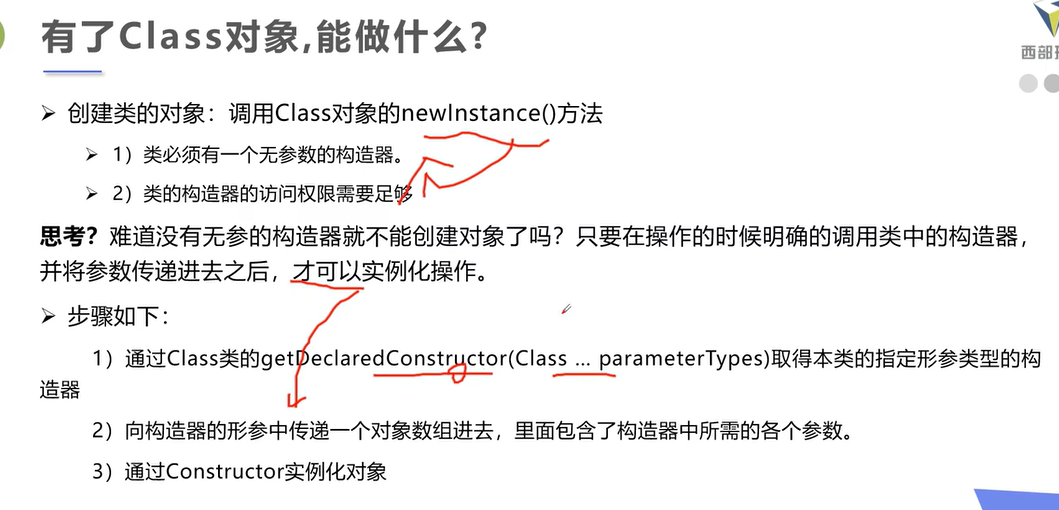 有了Class对象,能做什么?
西部
创建类的对象：调用Class对象的newInstance()方法
1）类必须有一个无参数的构造器。
2）类的构造器的访问权限需要足够
思考？难道没有无参的构造器就不能创建对象了吗？只要在操作的时候明确的调用类中的构造器，
并将参数传递进去之后，才可以实例化操作。
步骤如下：
1）通过Class类的getDeclaredConstructor(Class … parameterTypes)取得本类的指定形参类型的构
造器
2）向构造器的形参中传递一个对象数组进去，里面包含了构造器中所需的各个参数。
3）通过Constructor实例化对象